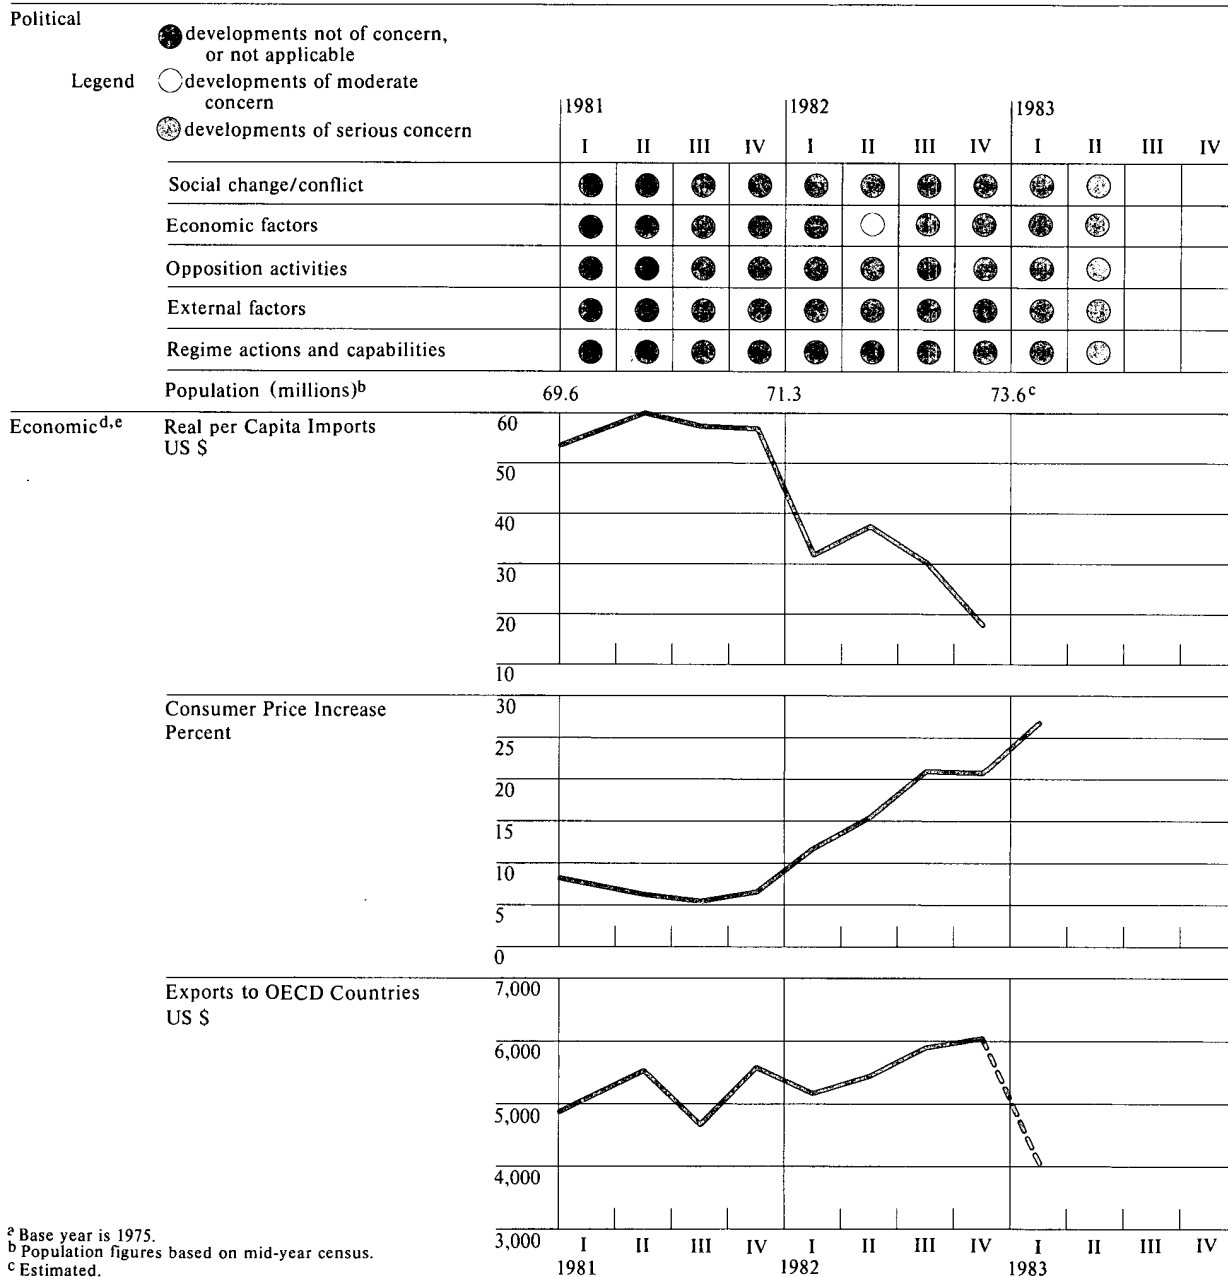 Political
developments not of concern,
or not applicable
Legend developments of moderate
concern
developments of serious concern
1981 1982 1983
I II III IV I II III IV I II III IV
Social change/conflict
Economic factors
Opposition activities
External factors
Regime actions and capabilities
Population (millions)b 69.6 71.3 73.6c
Economicd,e Real per Capita Imports
US $
60
50
40
30
20
10
Consumer Price Increase
Percent
30
25
20
15
10
5
0
Exports to OECD Countries
US $
7,000
6,000
5,000
4,000
3,000
I II III IV I II III IV I II III IV
1981 1982 1983
a Base year is 1975.
b Population figures based on mid-year census.
c Estimated.